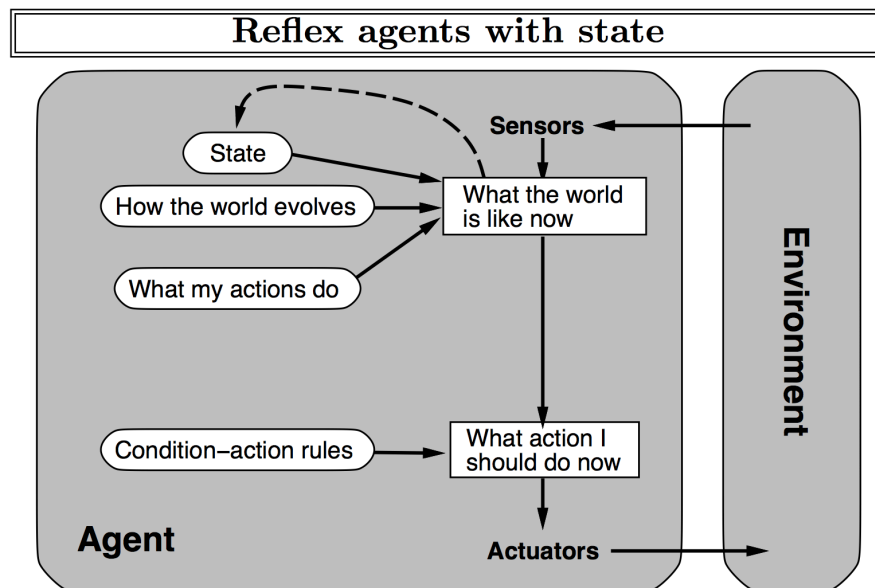 Reflex agents with state
Sensors
State
What the world
is like now
How the world evolves
What my actions do
Environment
Condition−action rules
What action I
should do now
Agent
Actuators